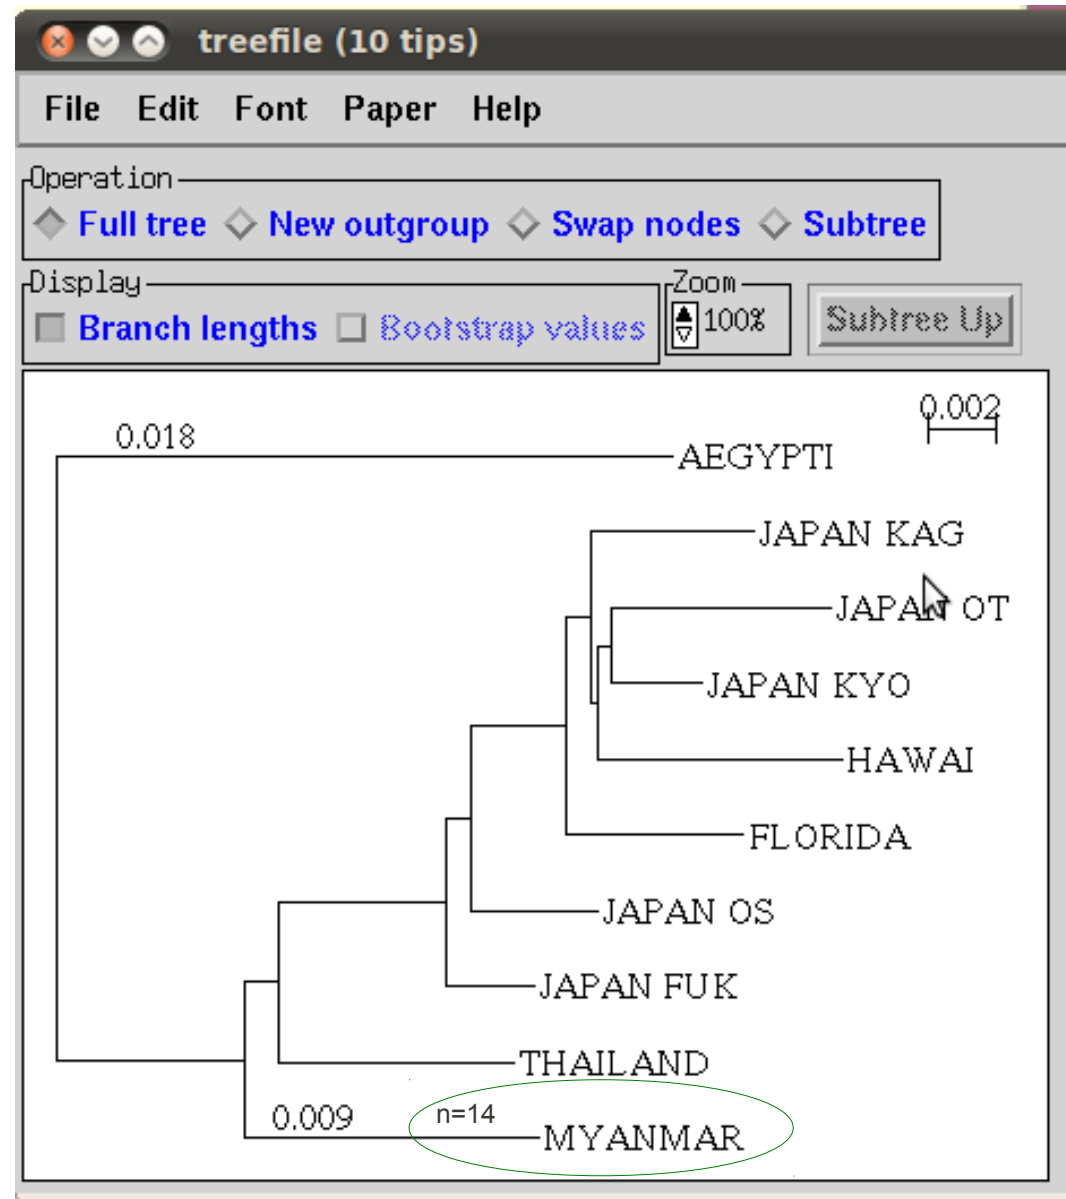 treefile (10 tips)
File Edit Font Paper Help
Operation
Full tree New outgroup Swap nodes Subtree
Display Zoom
Branch lengths Bootstrap values 100% Subtree Up
0.002
0.018
AEGYPTI
JAPAN KAG
JAPAN OT
JAPAN KYO
HAWAI
FLORIDA
JAPAN OS
JAPAN FUK
THAILAND
0.009 n=14
MYANMAR